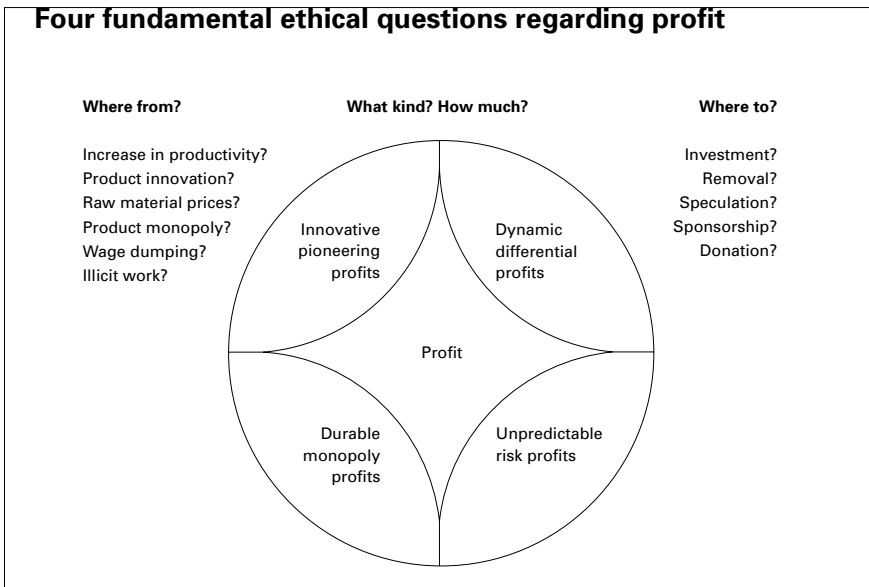 Four fundamental ethical questions regarding profit
Where from?
Increase in productivity?
Product innovation?
Raw material prices?
Product monopoly?
Wage dumping?
Illicit work?
What kind? How much?
Innovative
pioneering
profits
Dynamic
differential
profits
Profit
Durable
monopoly
profits
Unpredictable
risk profits
Where to?
Investment?
Removal?
Speculation?
Sponsorship?
Donation?